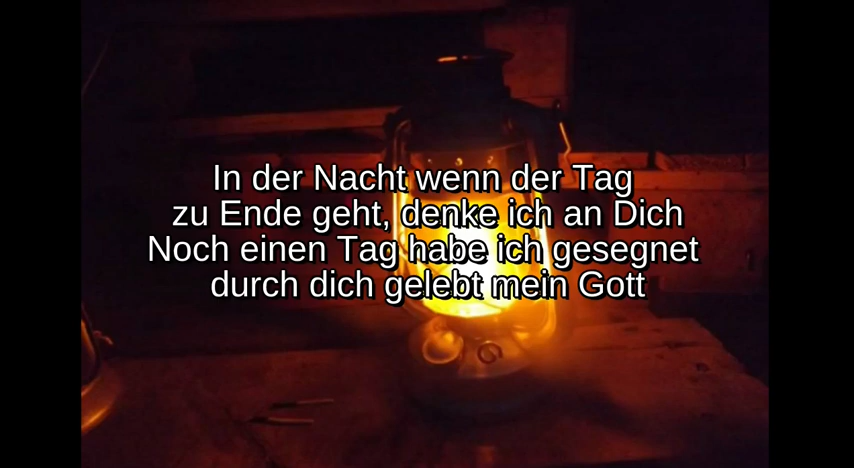 In der Nacht wenn der Tag
zu Ende geht, denke ich an Dich
Noch einen Tag habe ich gesegnet
durch dich gelebt mein Gott